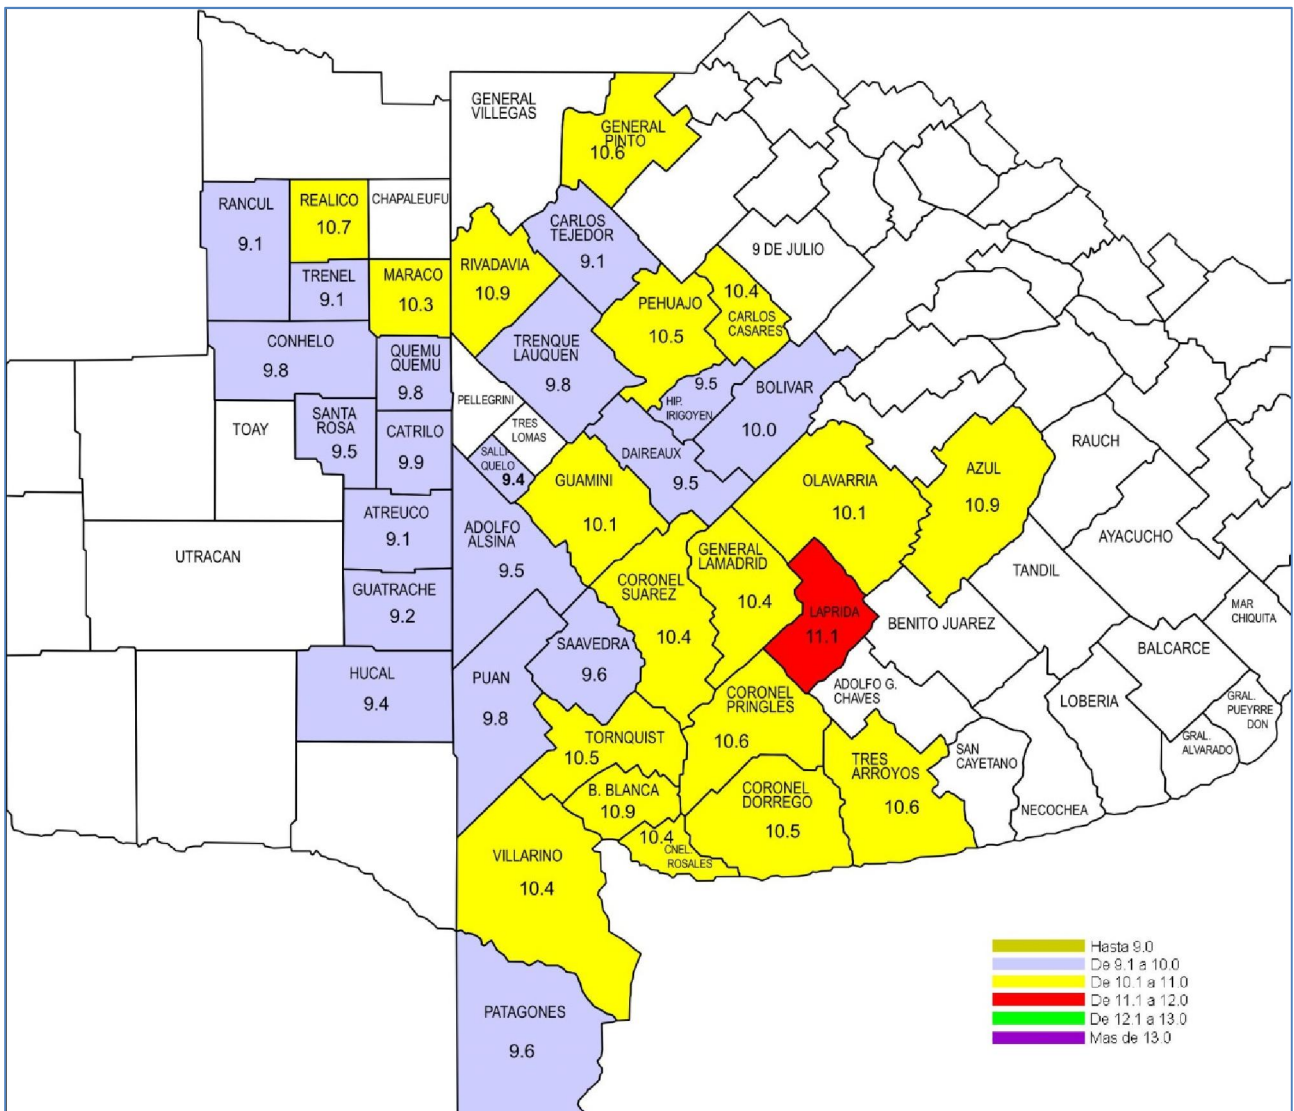 GENERAL
VILLEGAS
GENERAL
PINTO
10.6
RANCUL
9.1
REALICO
10.7
CHAPALEUFU
CARLOS
TEJEDOR
9.1
9 DE JULIO
TRENEL
9.1
MARACO
10.3
RIVADAVIA
10.9
PEHUAJO
10.5
10.4
CARLOS
CASARES
CONHELO
9.8
QUEMU
QUEMU
9.8
TRENQUE
LAUQUEN
9.8
9.5
HIP.
IRIGOYEN
BOLIVAR
10.0
PELLEGRINI
TRES
LOMAS
TOAY
SANTA
ROSA
9.5
CATRILO
9.9
SALLI-
QUELO
9.4
DAIREAUX
9.5
RAUCH
GUAMINI
10.1
OLAVARRIA
10.1
AZUL
10.9
ATREUCO
9.1
ADOLFO
ALSINA
9.5
AYACUCHO
UTRACAN
GENERAL
LAMADRID
10.4
TANDIL
GUATRACHE
9.2
CORONEL
SUAREZ
10.4
LAPRIDA
11.1
BENITO JUAREZ
MAR
CHIQUITA
SAAVEDRA
9.6
BALCARCE
HUCAL
9.4
PUAN
9.8
CORONEL
PRINGLES
10.6
ADOLFO G.
CHAVES
LOBERIA
GRAL.
PUEYRRE
DON
TORNQUIST
10.5
TRES
ARROYOS
10.6
SAN
CAYETANO
GRAL.
ALVARADO
B. BLANCA
10.9
CORONEL
DORREGO
10.5
NECOCHEA
10.4
CNEL.
ROSALES
VILLARINO
10.4
PATAGONES
9.6
Hasta 9.0
De 9.1 a 10.0
De 10.1 a 11.0
De 11.1 a 12.0
De 12.1 a 13.0
Mas de 13.0